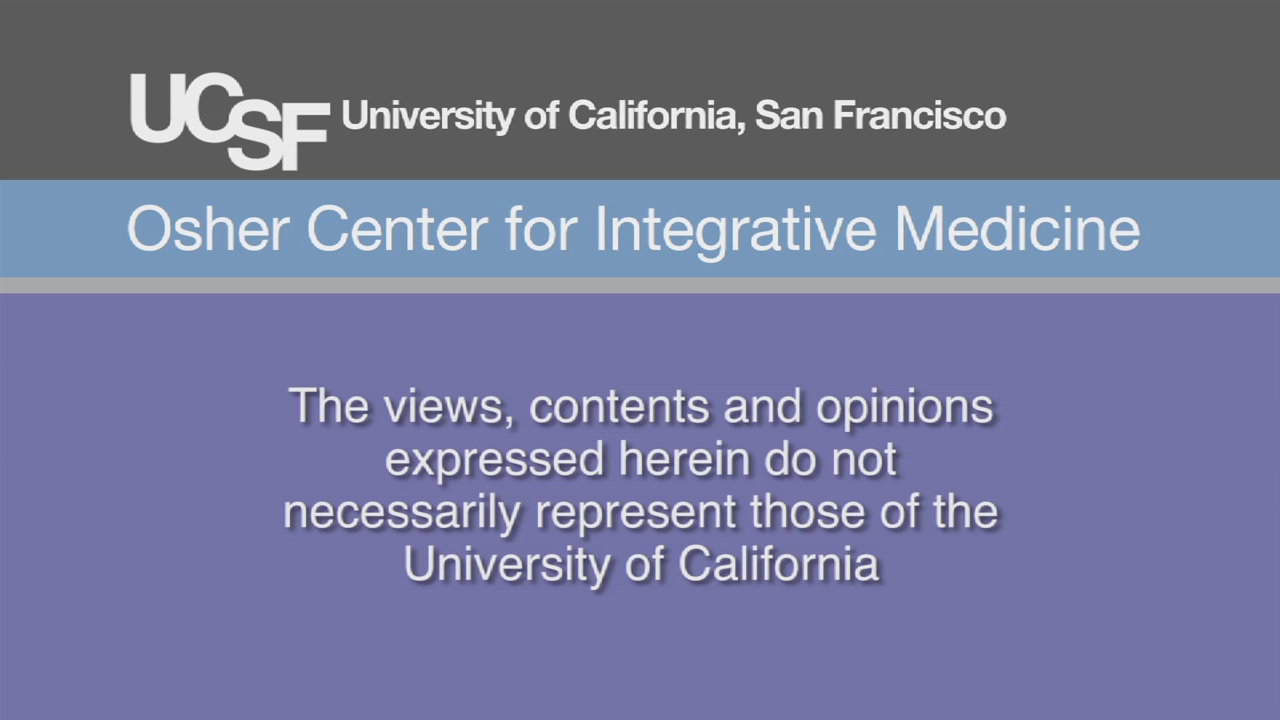 UCSF University of California, San Francisco
Osher Center for Integrative Medicine
The views, contents and opinions
expressed herein do not
necessarily represent those of the
University of California